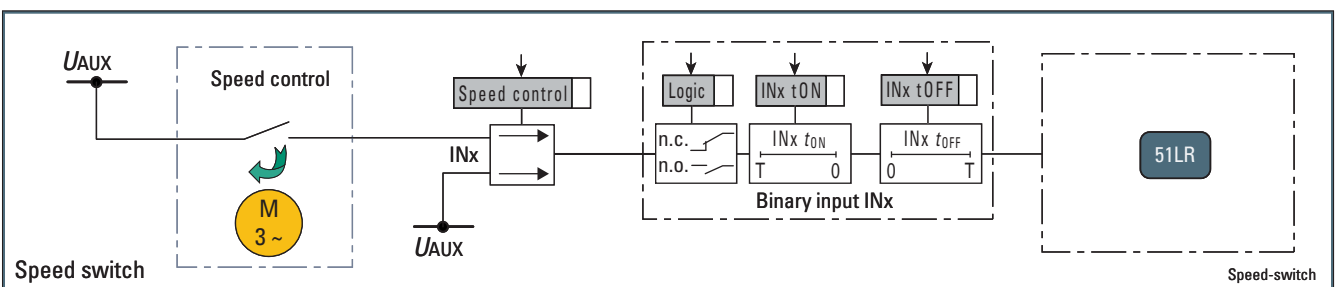 UAUX
Speed control
M
3 ~
Speed switch
Speed control
INx
UAUX
Logic
INx tON
INx tOFF
n.c.
n.o.
INx tON
T 0
INx tOFF
0 T
Binary input INx
51LR
Speed-switch